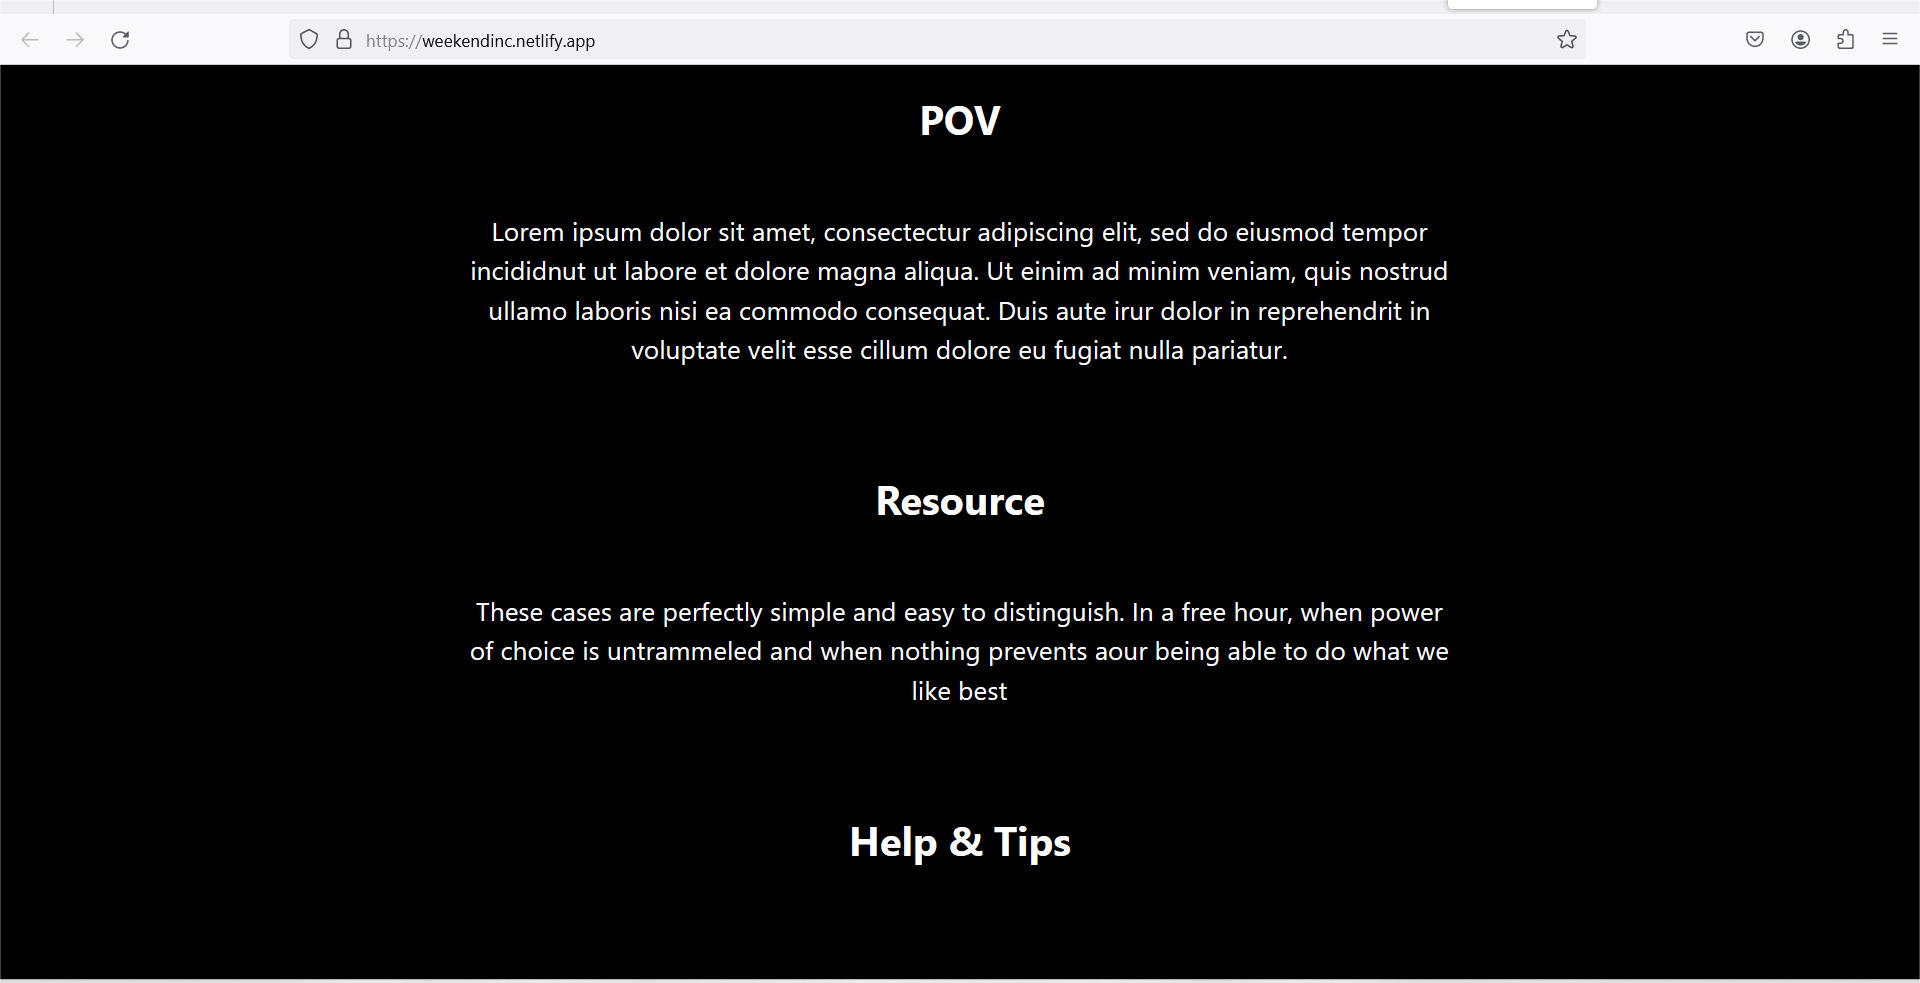 https://weekendinc.netlify.app
POV
Lorem ipsum dolor sit amet, consectectur adipiscing elit, sed do eiusmod tempor
incididnut ut labore et dolore magna aliqua. Ut einim ad minim veniam, quis nostrud
ullamo laboris nisi ea commodo consequat. Duis aute irur dolor in reprehendrit in
voluptate velit esse cillum dolore eu fugiat nulla pariatur.
Resource
These cases are perfectly simple and easy to distinguish. In a free hour, when power
of choice is untrammeled and when nothing prevents aour being able to do what we
like best
Help & Tips